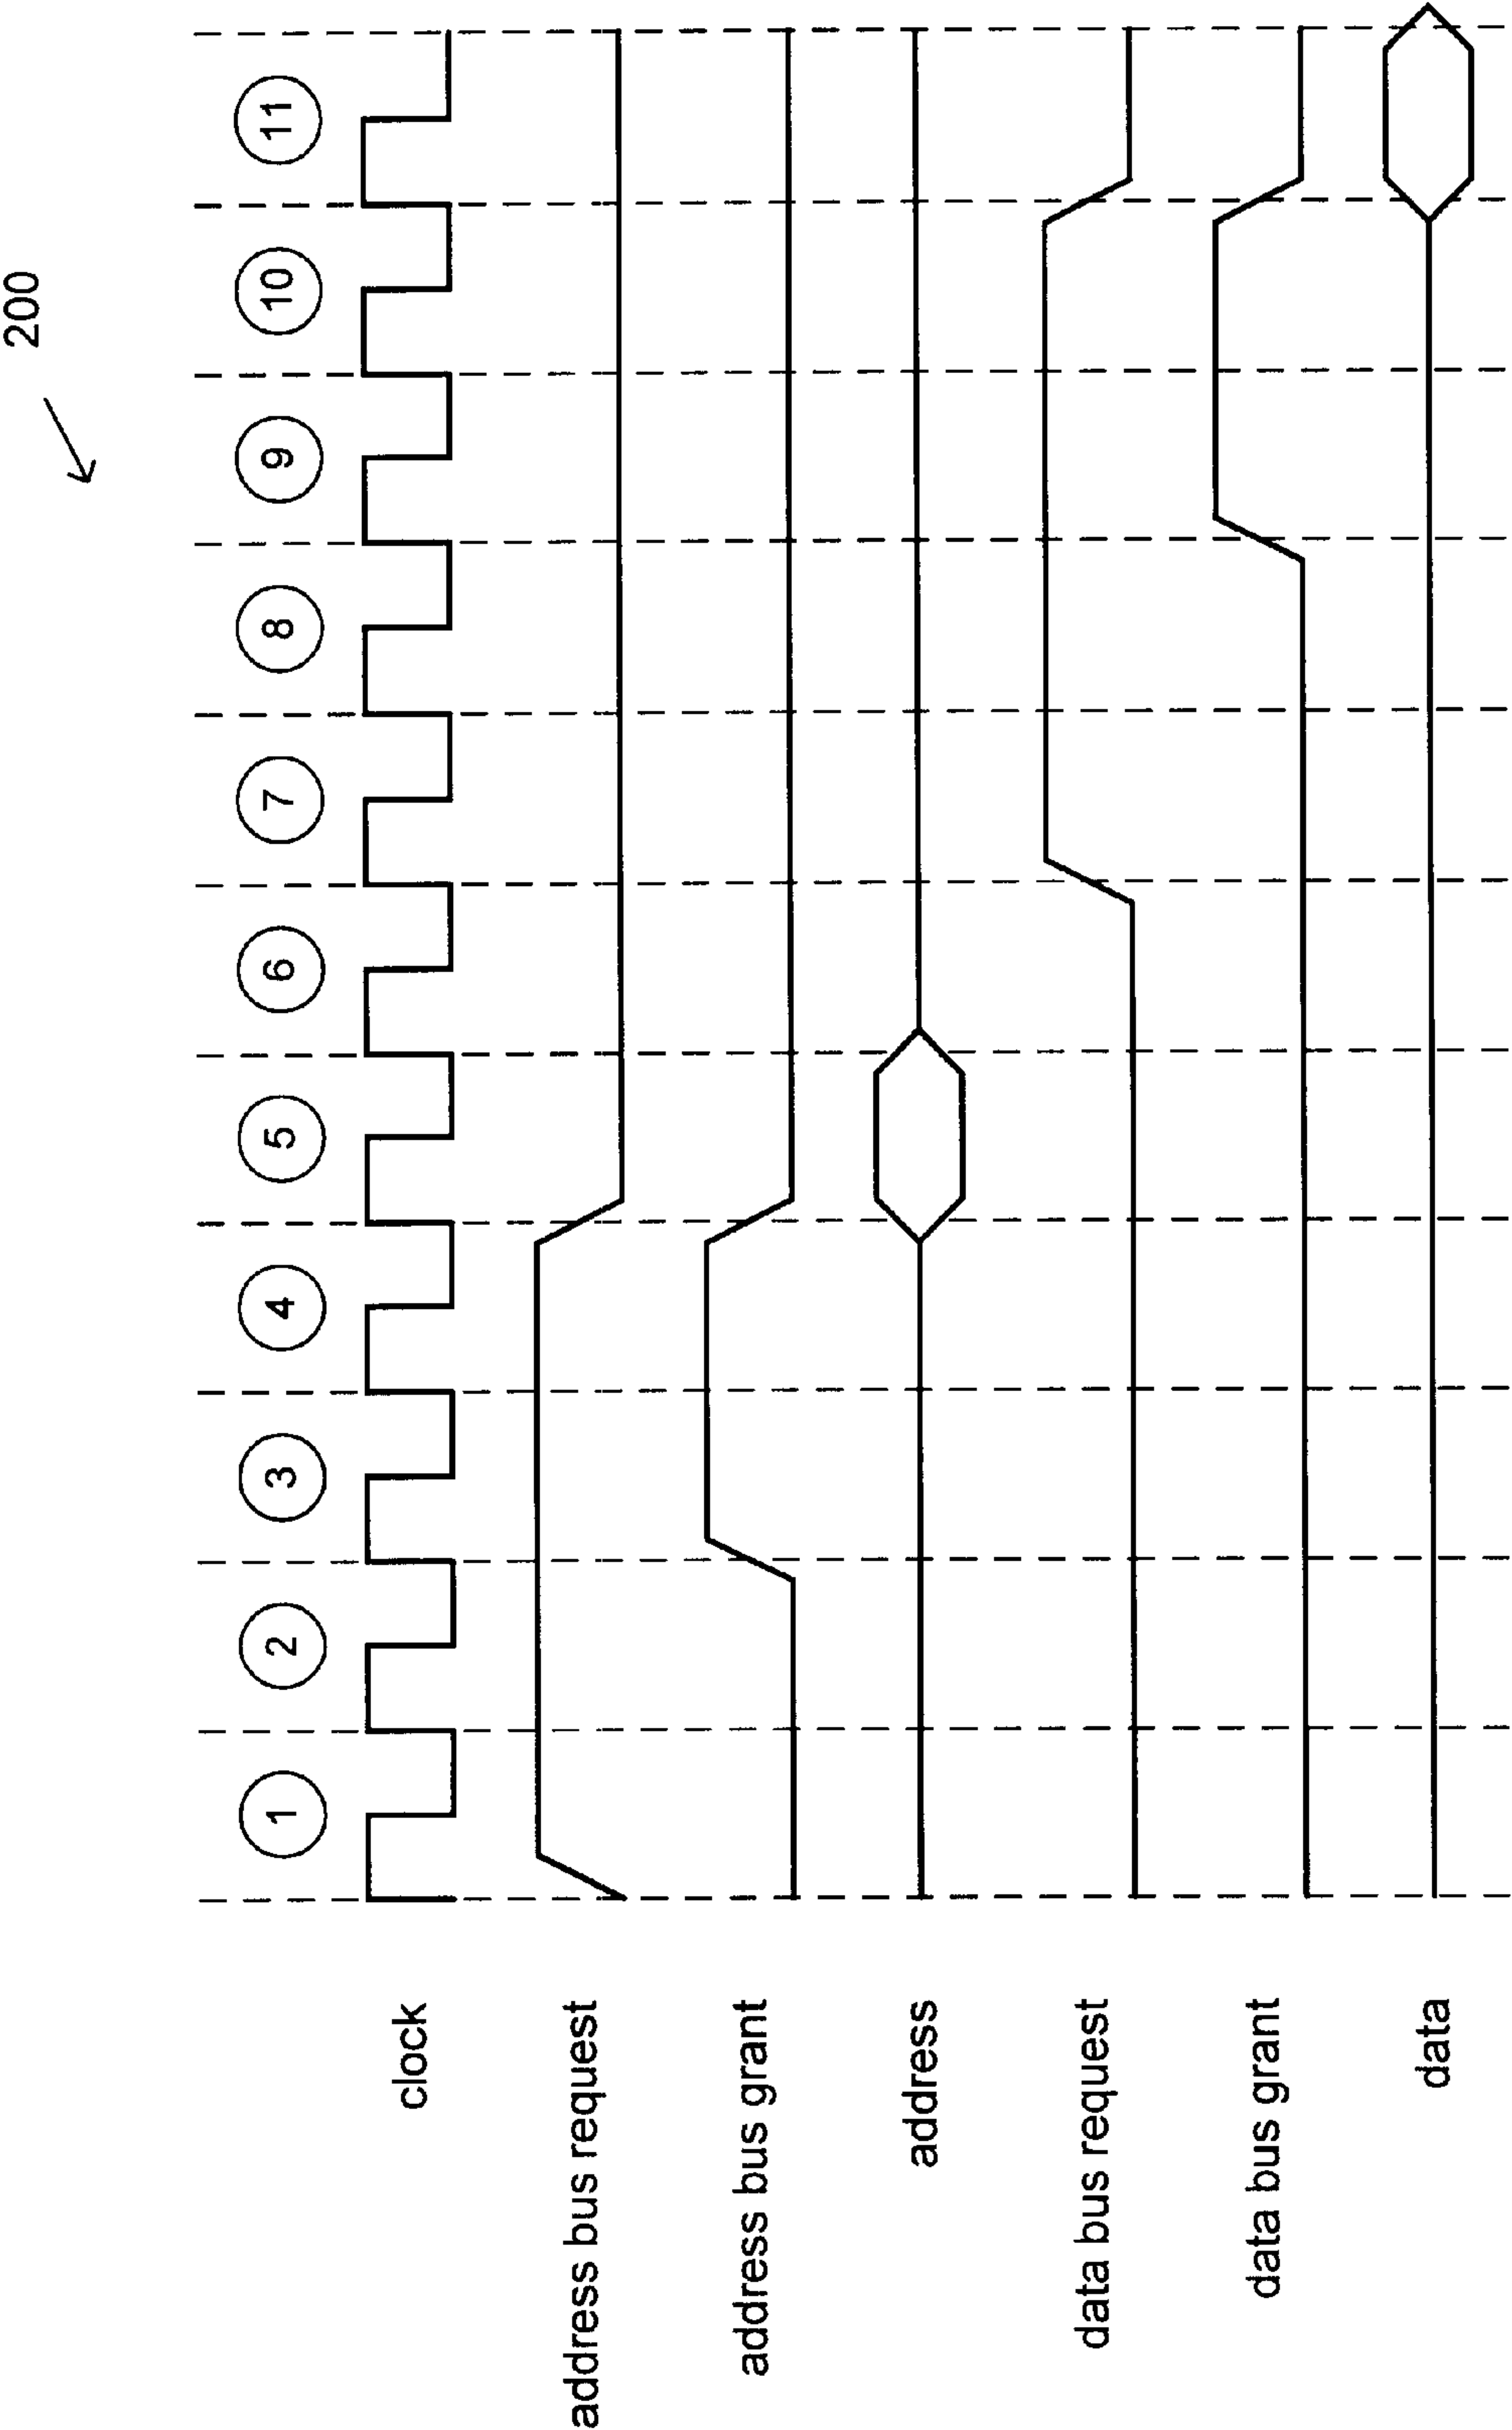 200
1 2 3 4 5 6 7 8 9 10 11
clock
address bus request
address bus grant
address
data bus request
data bus grant
data